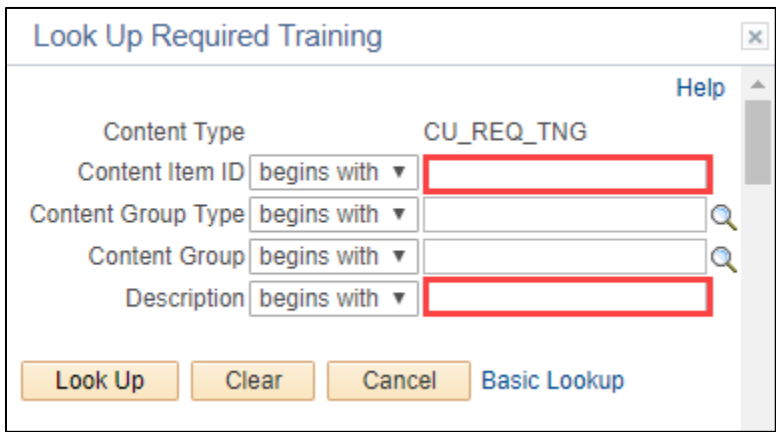 Look Up Required Training
Help
Content Type CU_REQ_TNG
Content Item ID begins with
Content Group Type begins with
Content Group begins with
Description begins with
Look Up Clear Cancel Basic Lookup